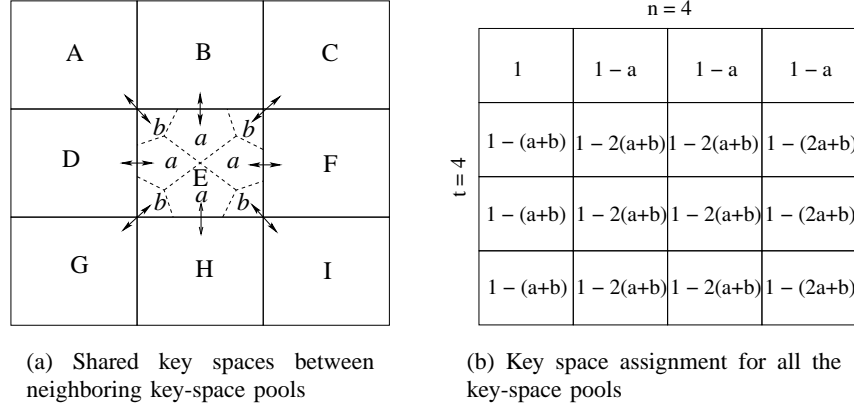 n = 4
A B C
1 1 − a 1 − a 1 − a
b a b
D a E a F
1 − (a+b) 1 − 2(a+b) 1 − 2(a+b) 1 − (2a+b)
t = 4
b a b
1 − (a+b) 1 − 2(a+b) 1 − 2(a+b) 1 − (2a+b)
G H I
1 − (a+b) 1 − 2(a+b) 1 − 2(a+b) 1 − (2a+b)
(a) Shared key spaces between
neighboring key-space pools
(b) Key space assignment for all the
key-space pools